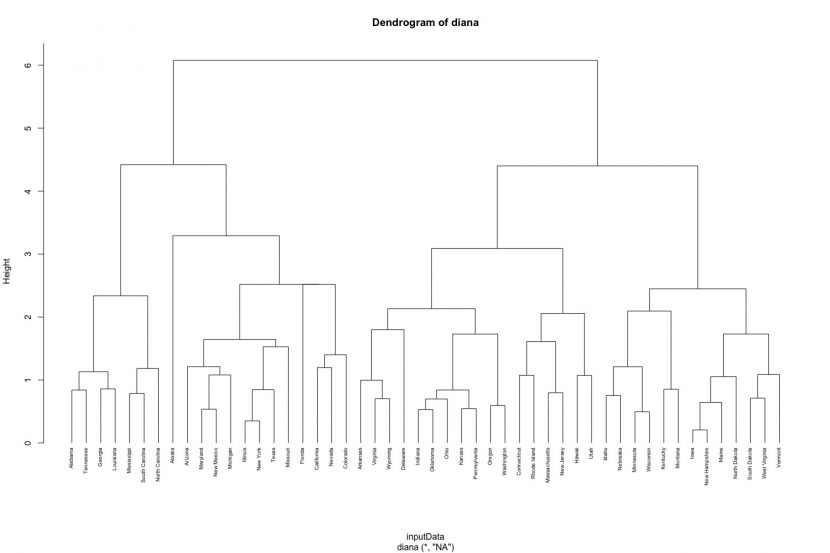 Dendrogram of diana
Height
6
5
4
3
2
1
0
Alabama
Tennessee
Georgia
Louisiana
Mississippi
South Carolina
North Carolina
Alaska
Arizona
Maryland
New Mexico
Michigan
Illinois
New York
Texas
Missouri
Florida
California
Nevada
Colorado
Arkansas
Virginia
Wyoming
Delaware
Indiana
Oklahoma
Ohio
Kansas
Pennsylvania
Oregon
Washington
Connecticut
Rhode Island
Massachusetts
New Jersey
Hawaii
Utah
Idaho
Nebraska
Minnesota
Wisconsin
Kentucky
Montana
Iowa
New Hampshire
Maine
North Dakota
South Dakota
West Virginia
Vermont
inputData
diana (*, "NA")